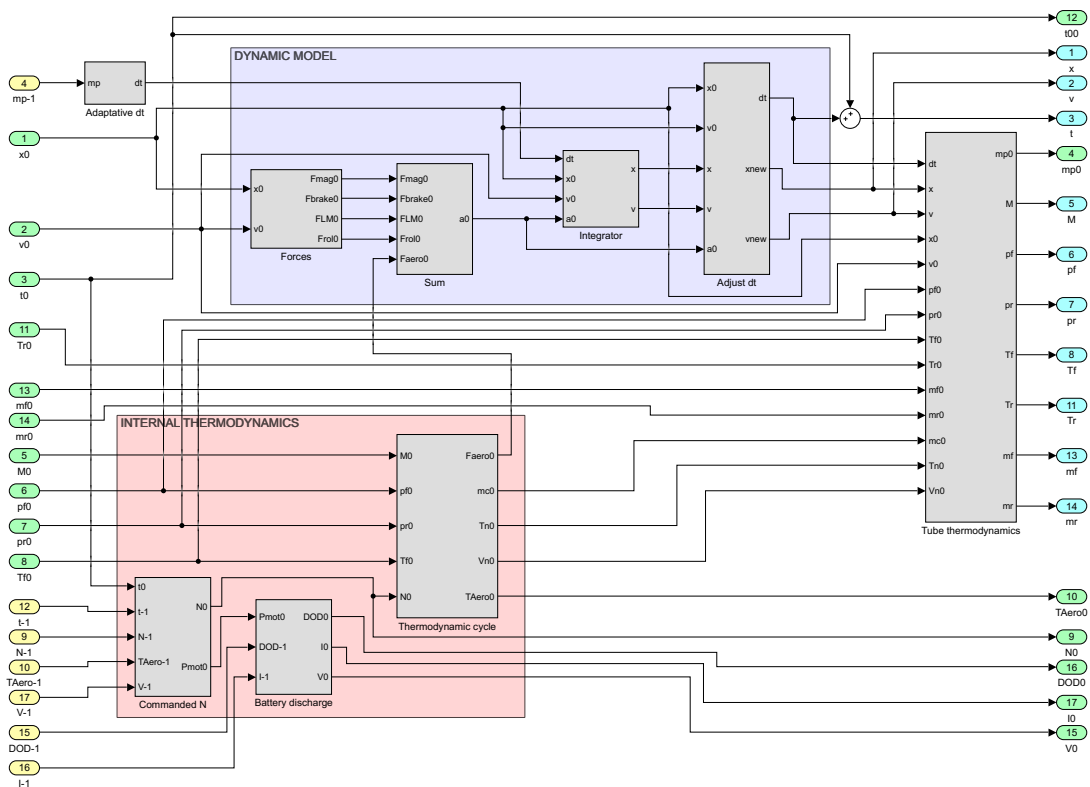 DYNAMIC MODEL
4
mp-1
mp
dt
Adaptative dt
1
x0
2
v0
3
t0
11
Tr0
13
mf0
14
mr0
5
M0
6
pf0
7
pr0
8
Tf0
12
t-1
9
N-1
10
TAero-1
17
V-1
15
DOD-1
16
I-1
x0
v0
Fmag0
Fbrake0
FLM0
Frol0
Forces
Fmag0
Fbrake0
FLM0
Frol0
Faero0
a0
Sum
dt
x0
v0
a0
x
v
Integrator
x0
v0
x
v
a0
dt
xnew
vnew
Adjust dt
INTERNAL THERMODYNAMICS
M0
pf0
pr0
Tf0
N0
Faero0
mc0
Tn0
Vn0
TAero0
Thermodynamic cycle
t0
t-1
N-1
TAero-1
V-1
N0
Pmot0
Commanded N
Pmot0
DOD-1
I-1
DOD0
I0
V0
Battery discharge
dt
x
v
x0
v0
pf0
pr0
Tf0
Tr0
mf0
mr0
mc0
Tn0
Vn0
mp0
M
pf
pr
Tf
Tr
mf
mr
Tube thermodynamics
+
+
12
t00
1
x
2
v
3
t
4
mp0
5
M
6
pf
7
pr
8
Tf
11
Tr
13
mf
14
mr
10
TAero0
9
N0
16
DOD0
17
I0
15
V0